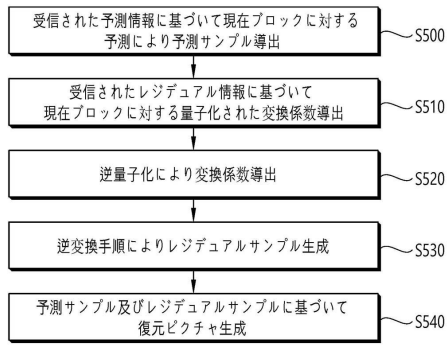 受信された予測情報に基づいて現在ブロックに対する
予測により予測サンプル導出
S500
受信されたレジデュアル情報に基づいて
現在ブロックに対する量子化された変換係数導出
S510
逆量子化により変換係数導出
S520
逆変換手順によりレジデュアルサンプル生成
S530
予測サンプル及びレジデュアルサンプルに基づいて
復元ピクチャ生成
S540